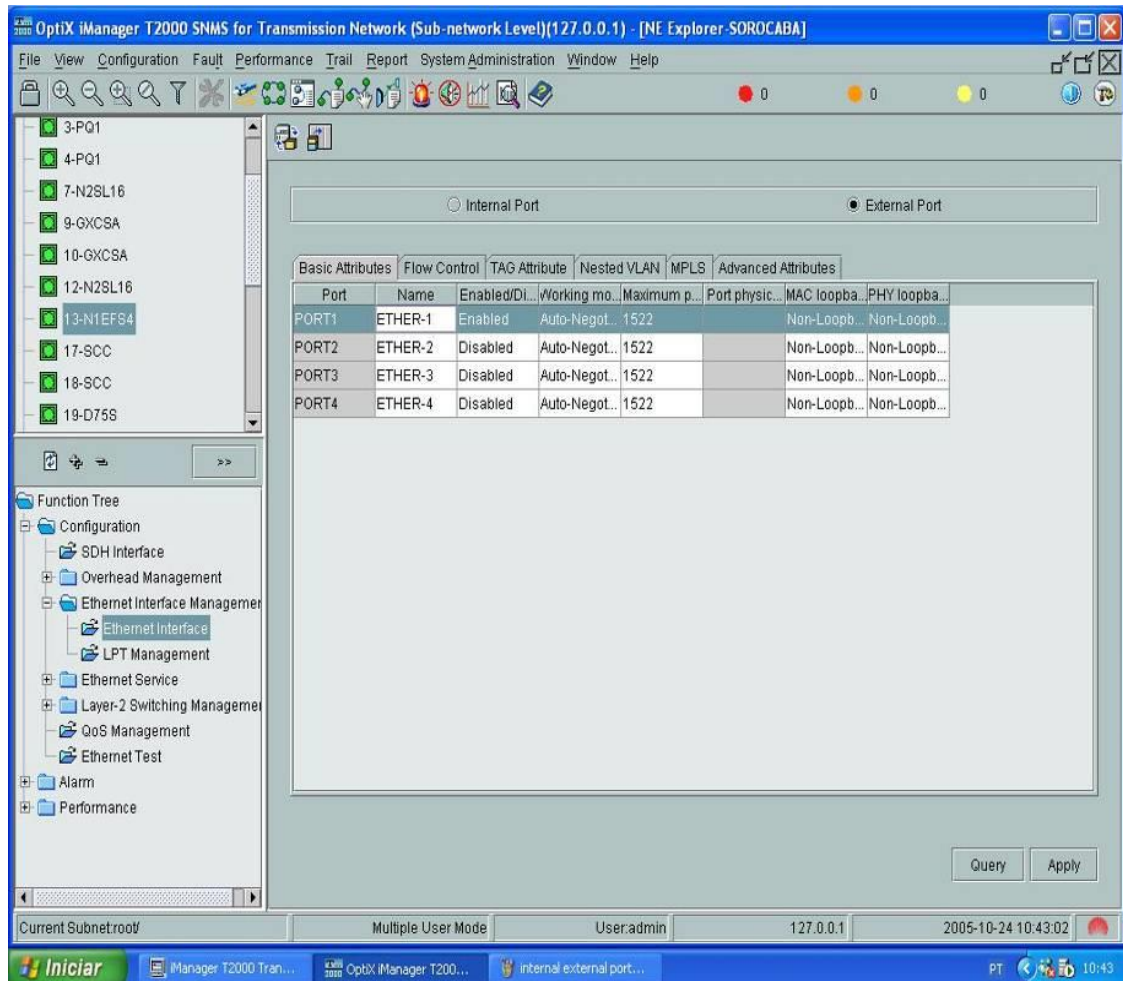 OptiX iManager T2000 SNMS for Transmission Network (Sub-network Level)(127.0.0.1) - [NE Explorer-SOROCABA]
File View Configuration Fault Performance Trail Report System Administration Window Help
0 0 0
3-PQ1
4-PQ1
7-N2SL16
9-GXCSA
10-GXCSA
12-N2SL16
13-N1EFS4
17-SCC
18-SCC
19-D75S
>>
Function Tree
Configuration
SDH Interface
Overhead Management
Ethernet Interface Managemen
Ethernet Interface
LPT Management
Ethernet Service
Layer-2 Switching Managemen
QoS Management
Ethernet Test
Alarm
Performance
Internal Port External Port
Basic Attributes Flow Control TAG Attribute Nested VLAN MPLS Advanced Attributes
Port Name Enabled/Di... Working mo... Maximum p... Port physic... MAC loopba... PHY loopba...
PORT1 ETHER-1 Enabled Auto-Negot... 1522 Non-Loopb... Non-Loopb...
PORT2 ETHER-2 Disabled Auto-Negot... 1522 Non-Loopb... Non-Loopb...
PORT3 ETHER-3 Disabled Auto-Negot... 1522 Non-Loopb... Non-Loopb...
PORT4 ETHER-4 Disabled Auto-Negot... 1522 Non-Loopb... Non-Loopb...
Query Apply
Current Subnet:root/ Multiple User Mode User:admin 127.0.0.1 2005-10-24 10:43:02
Iniciar iManager T2000 Tran... OptiX iManager T200... internal external port... PT 10:43